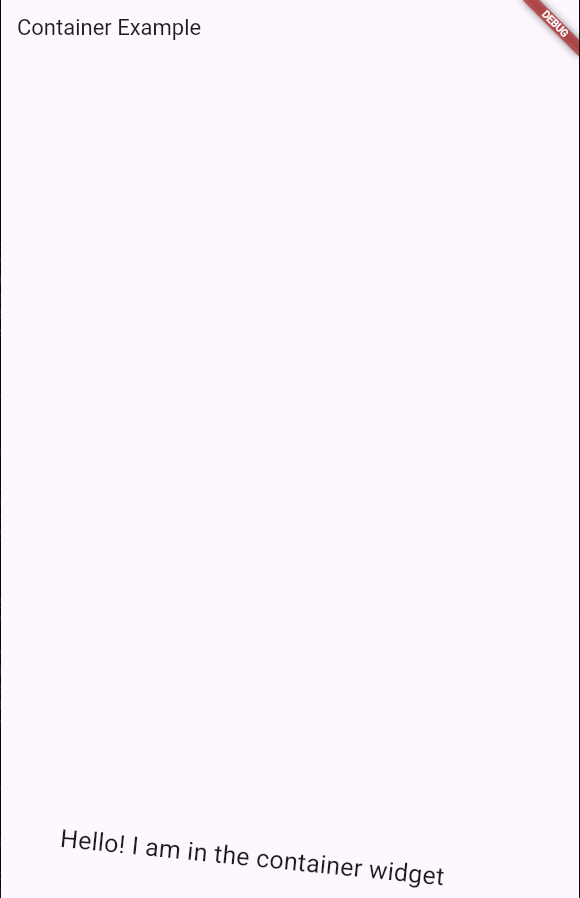 Container Example
DEBUG
Hello! I am in the container widget